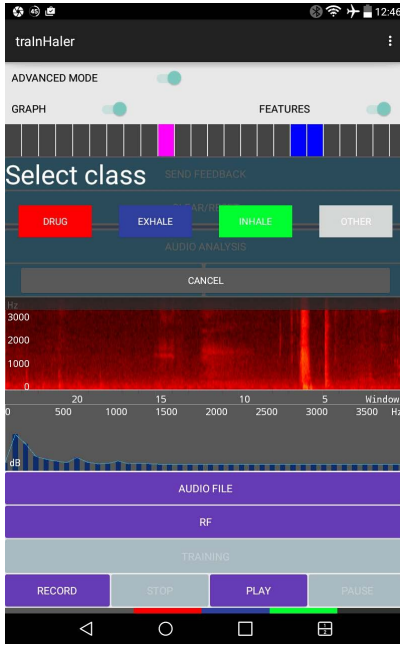 45 12:46
traInHaler
ADVANCED MODE
GRAPH FEATURES
SEND FEEDBACK
Select class
DRUG EXHALE INHALE OTHER
AUDIO ANALYSIS
CANCEL
Hz
3000
2000
1000
0
20 15 10 5 Window
0 500 1000 1500 2000 2500 3000 3500 Hz
dB
AUDIO FILE
RF
TRAINING
RECORD STOP PLAY PAUSE